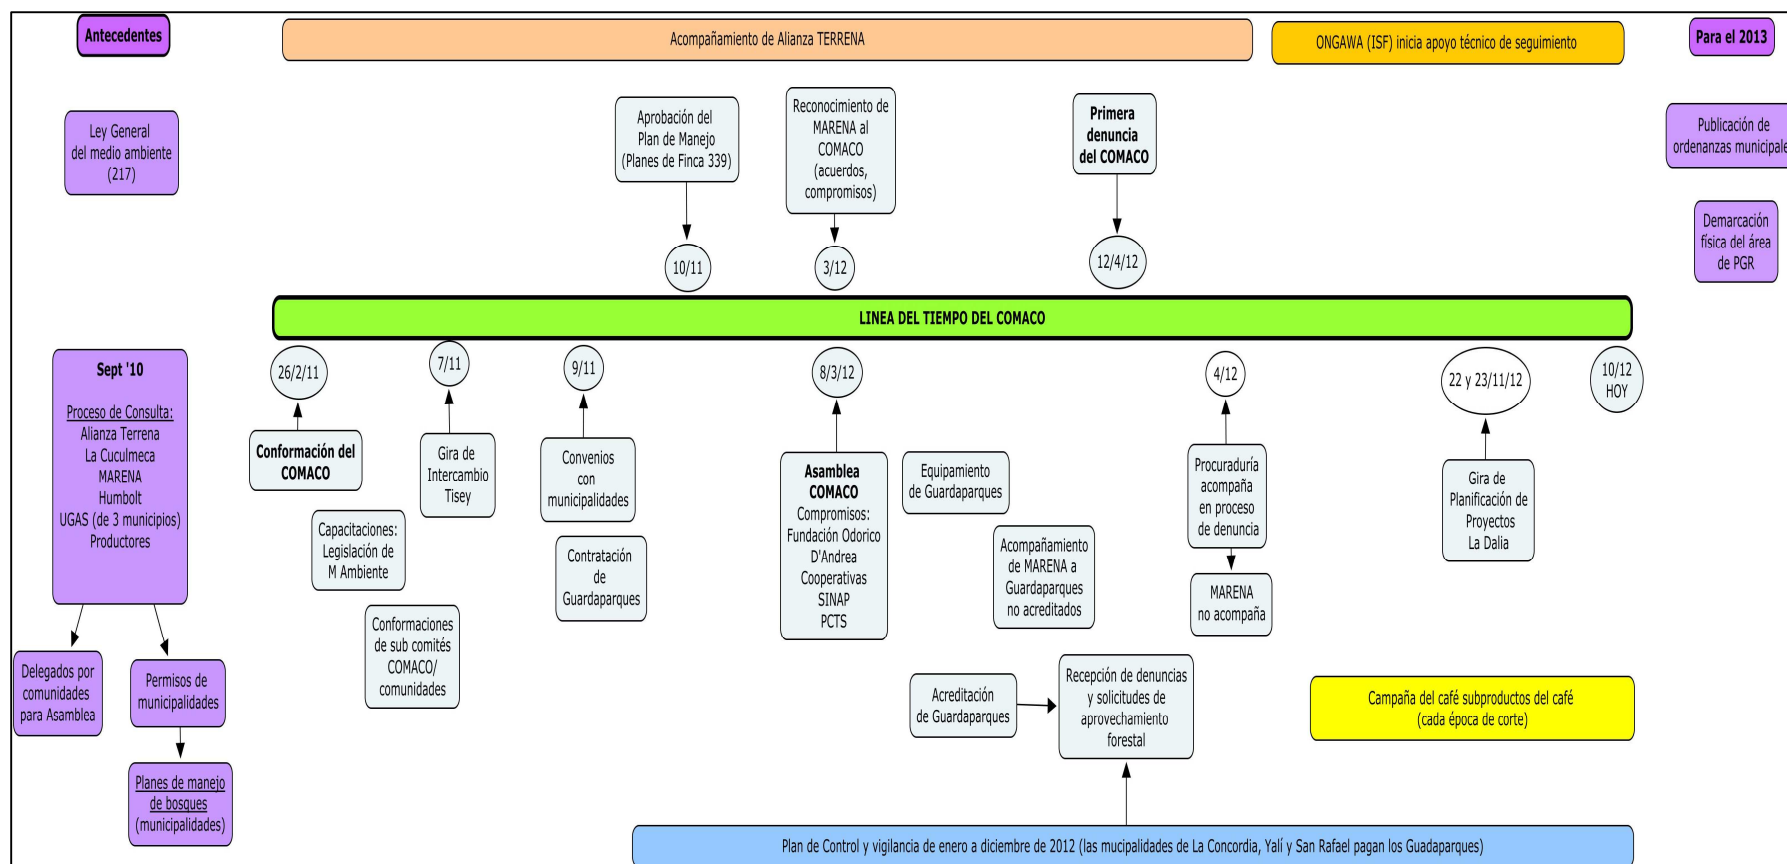 Antecedentes
Acompañamiento de Alianza TERRENA
ONGAWA (ISF) inicia apoyo técnico de seguimiento
Para el 2013
Ley General
del medio ambiente
(217)
Aprobación del
Plan de Manejo
(Planes de Finca 339)
Reconocimiento de
MARENA al
COMACO
(acuerdos,
compromisos)
Primera
denuncia
del COMACO
Publicación de
ordenanzas municipale
Demarcación
física del área
de PGR
10/11
3/12
12/4/12
LINEA DEL TIEMPO DEL COMACO
Sept '10
Proceso de Consulta:
Alianza Terrena
La Cuculmeca
MARENA
Humbolt
UGAS (de 3 municipios)
Productores
26/2/11
7/11
9/11
8/3/12
4/12
22 y 23/11/12
10/12
HOY
Conformación del
COMACO
Gira de
Intercambio
Tisey
Convenios
con
municipalidades
Asamblea
COMACO
Compromisos:
Fundación Odorico
D'Andrea
Cooperativas
SINAP
PCTS
Equipamiento
de Guardaparques
Procuraduría
acompaña
en proceso
de denuncia
Gira de
Planificación de
Proyectos
La Dalia
Capacitaciones:
Legislación de
M Ambiente
Contratación
de
Guardaparques
Acompañamiento
de MARENA a
Guardaparques
no acreditados
MARENA
no acompaña
Conformaciones
de sub comités
COMACO/
comunidades
Delegados por
comunidades
para Asamblea
Permisos de
municipalidades
Acreditación
de Guardaparques
Recepción de denuncias
y solicitudes de
aprovechamiento
forestal
Campaña del café subproductos del café
(cada época de corte)
Planes de manejo
de bosques
(municipalidades)
Plan de Control y vigilancia de enero a diciembre de 2012 (las mucipalidades de La Concordia, Yalí y San Rafael pagan los Guadaparques)